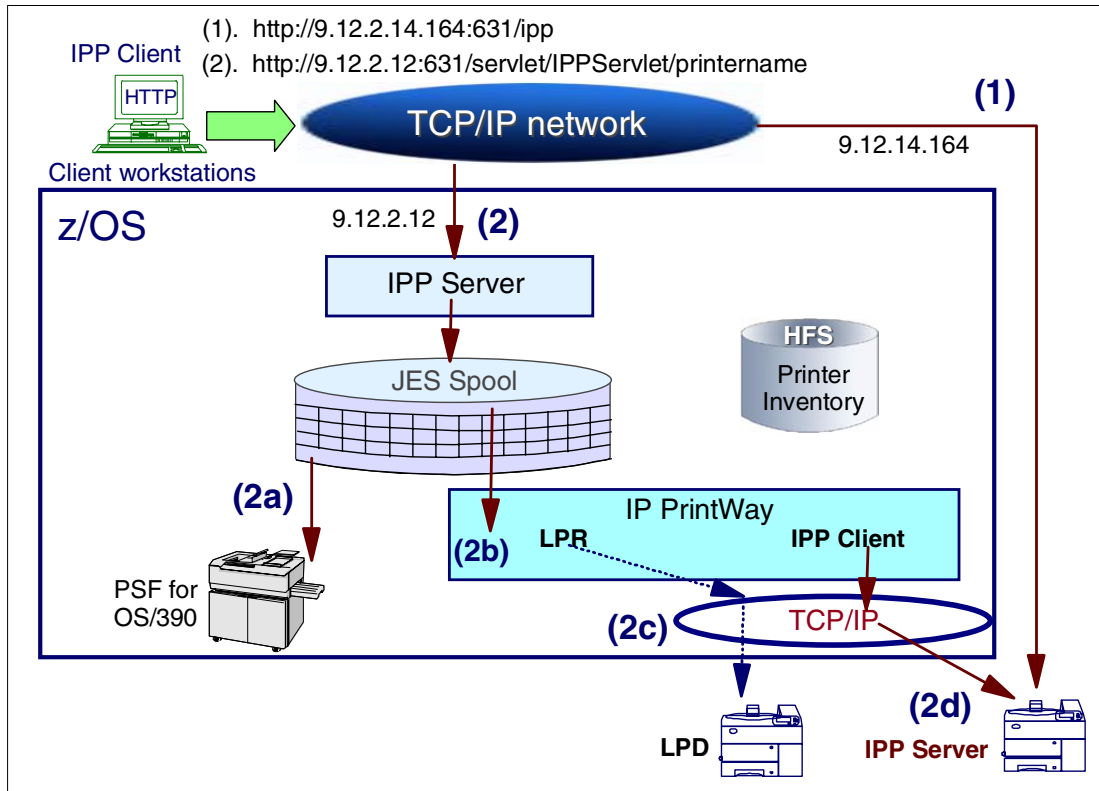 (1). http://9.12.2.14.164:631/ipp
IPP Client
(2). http://9.12.2.12:631/servlet/IPPServlet/printername
HTTP
TCP/IP network
(1)
9.12.14.164
Client workstations
z/OS
9.12.2.12
(2)
IPP Server
HFS
Printer
Inventory
JES Spool
(2a)
IP PrintWay
(2b)
LPR
IPP Client
PSF for
OS/390
(2c)
TCP/IP
(2d)
LPD
IPP Server